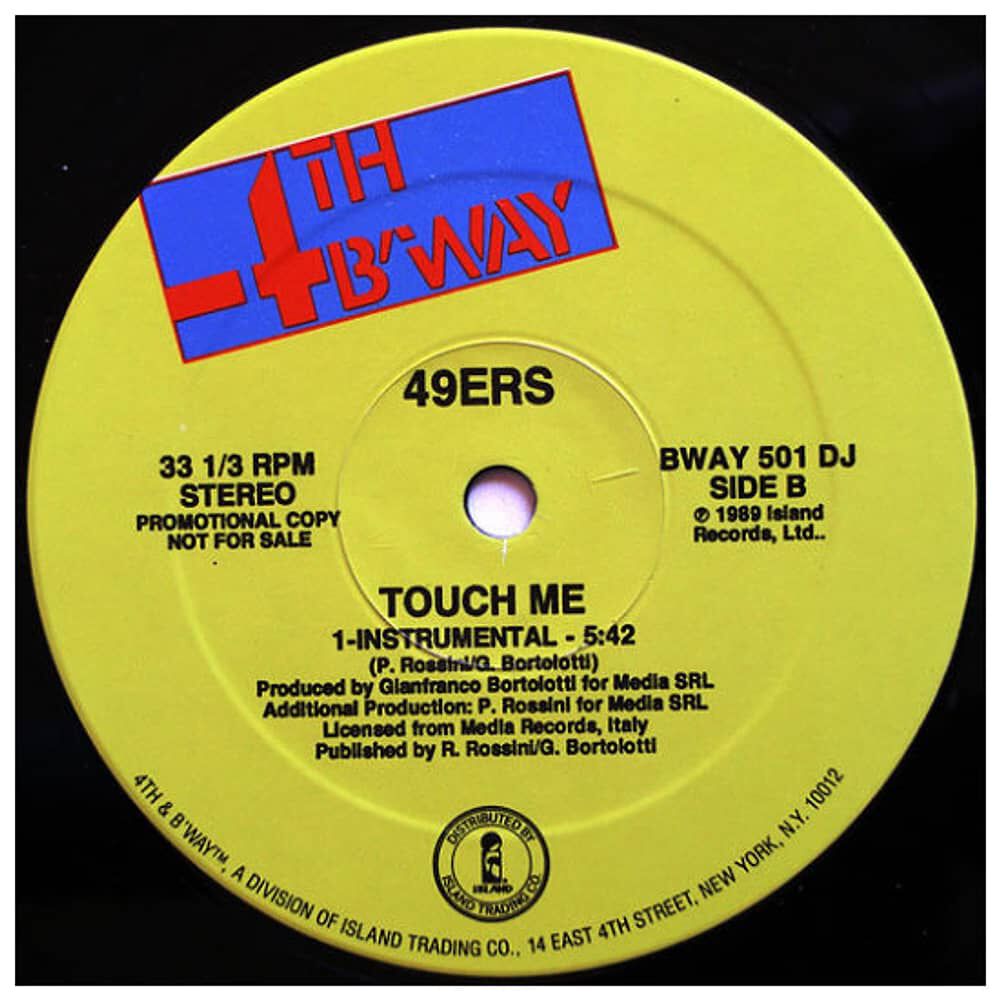 4TH
B'WAY
49ERS
33 1/3 RPM
STEREO
PROMOTIONAL COPY
NOT FOR SALE
BWAY 501 DJ
SIDE B
℗ 1989 Island
Records, Ltd..
TOUCH ME
1-INSTRUMENTAL - 5:42
(P. Rossini/G. Bortolotti)
Produced by Gianfranco Bortolotti for Media SRL
Additional Production: P. Rossini for Media SRL
Licensed from Media Records, Italy
Published by R. Rossini/G. Bortolotti
DISTRIBUTED BY
ISLAND
ISLAND TRADING CO.
4TH & B'WAY™, A DIVISION OF ISLAND TRADING CO., 14 EAST 4TH STREET, NEW YORK, N.Y. 10012